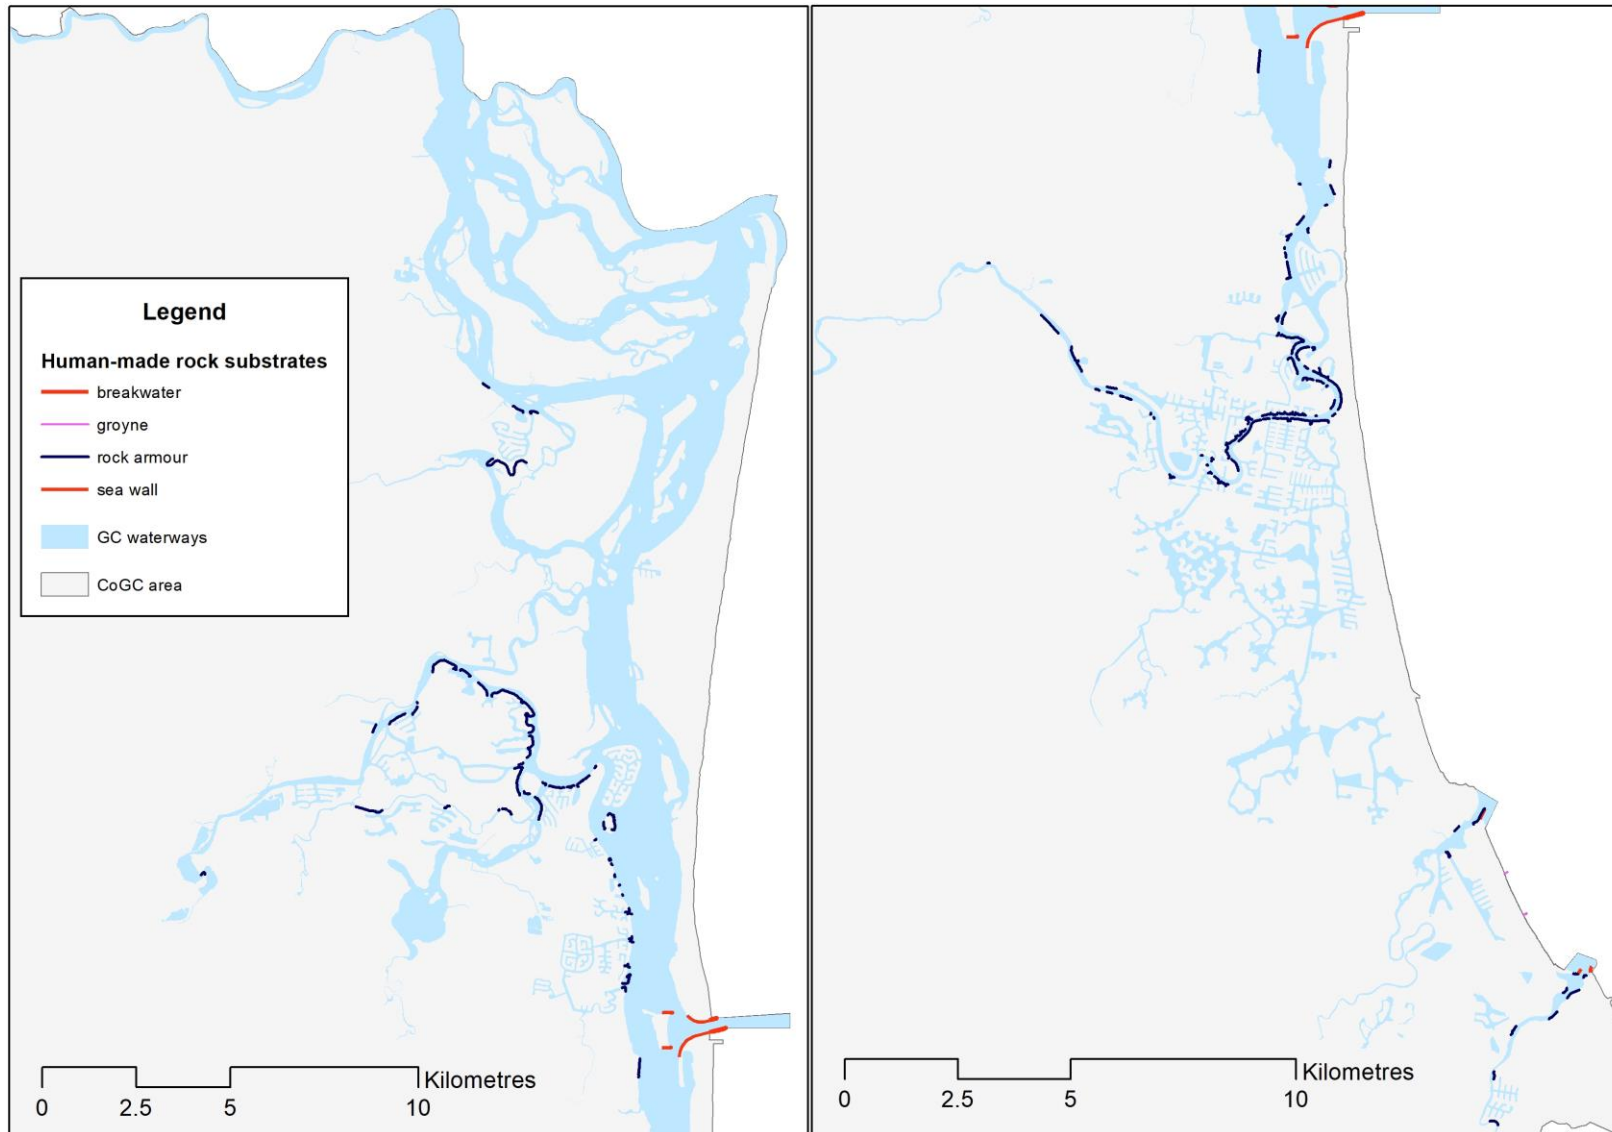 Legend
Human-made rock substrates
breakwater
groyne
rock armour
sea wall
GC waterways
CoGC area
Kilometres
0 2.5 5 10
Kilometres
0 2.5 5 10